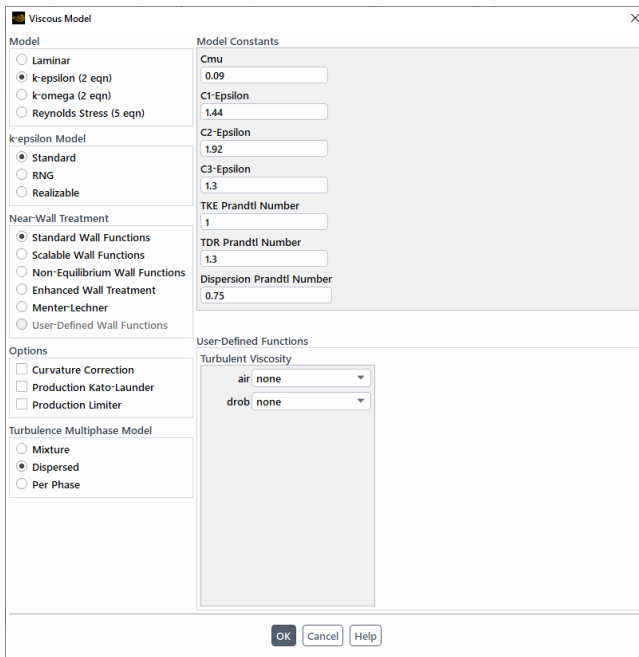 Viscous Model
Model
Laminar
k-epsilon (2 eqn)
k-omega (2 eqn)
Reynolds Stress (5 eqn)
k-epsilon Model
Standard
RNG
Realizable
Near-Wall Treatment
Standard Wall Functions
Scalable Wall Functions
Non-Equilibrium Wall Functions
Enhanced Wall Treatment
Menter-Lechner
User-Defined Wall Functions
Options
Curvature Correction
Production Kato-Launder
Production Limiter
Turbulence Multiphase Model
Mixture
Dispersed
Per Phase
Model Constants
Cmu
0.09
C1-Epsilon
1.44
C2-Epsilon
1.92
C3-Epsilon
1.3
TKE Prandtl Number
1
TDR Prandtl Number
1.3
Dispersion Prandtl Number
0.75
User-Defined Functions
Turbulent Viscosity
air none
drob none
OK Cancel Help